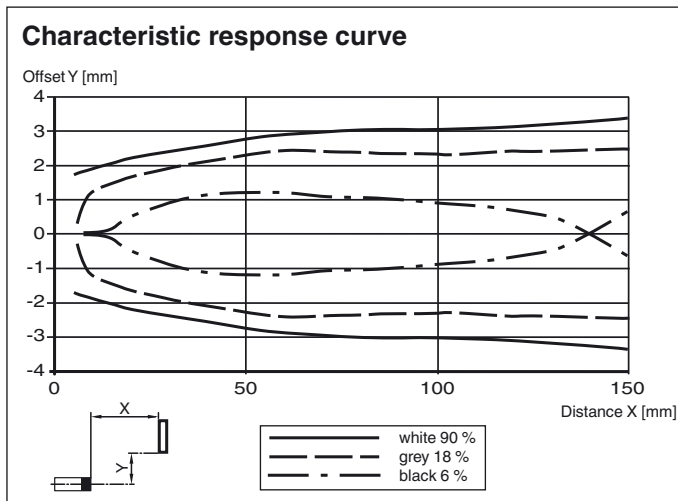 Characteristic response curve
Offset Y [mm]
4
3
2
1
0
-1
-2
-3
-4
0 50 100 150
Distance X [mm]
X
Y
white 90 %
grey 18 %
black 6 %